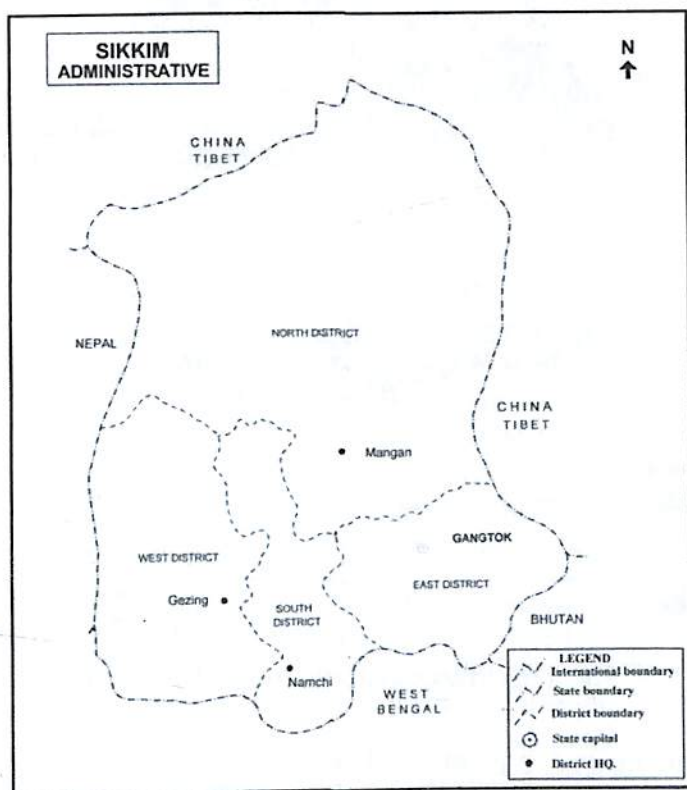 SIKKIM
ADMINISTRATIVE
N
CHINA
TIBET
NEPAL
NORTH DISTRICT
CHINA
TIBET
Mangan
GANGTOK
WEST DISTRICT
EAST DISTRICT
Gezing
SOUTH
DISTRICT
BHUTAN
Namchi
WEST
BENGAL
LEGEND
International boundary
State boundary
District boundary
State capital
District HQ.